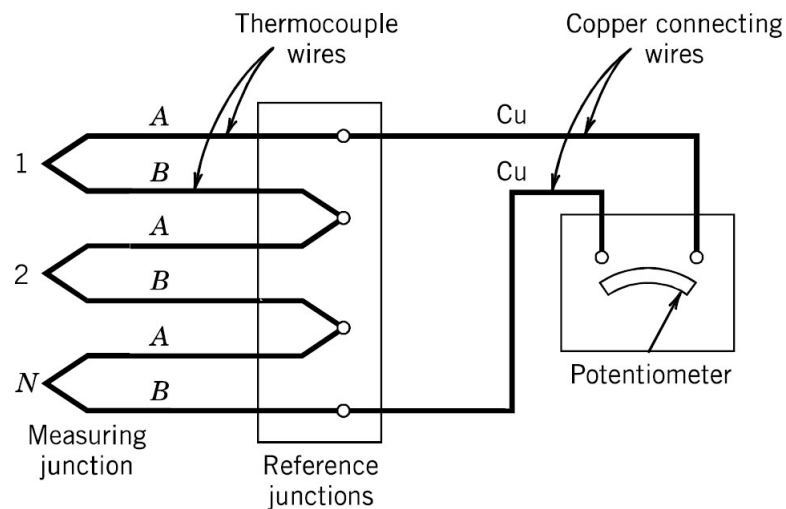 Thermocouple
wires
Copper connecting
wires
A
Cu
1
B
Cu
A
2
B
A
N
B
Potentiometer
Measuring
junction
Reference
junctions